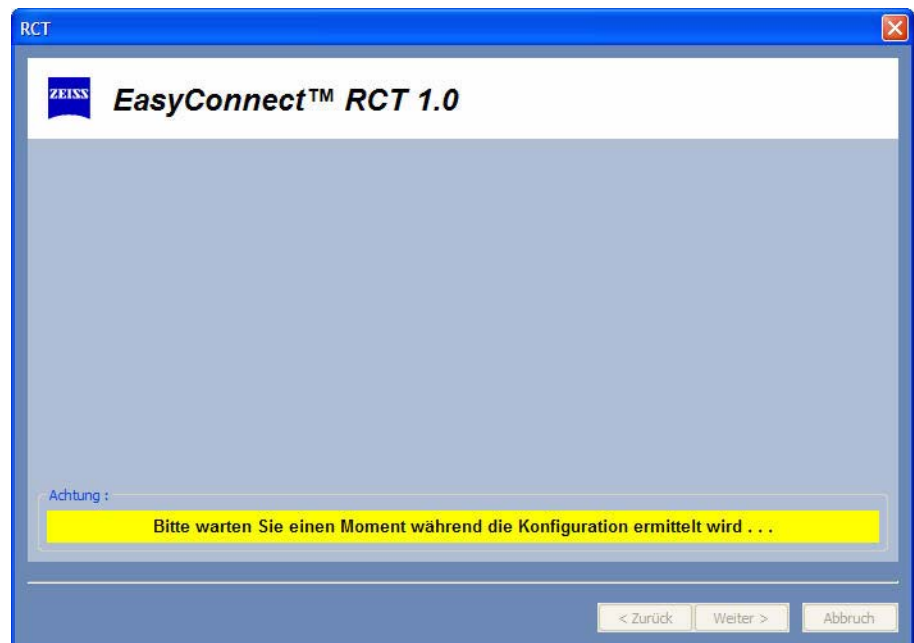 RCT
ZEISS
EasyConnect™ RCT 1.0
Achtung :
Bitte warten Sie einen Moment während die Konfiguration ermittelt wird . . .
< Zurück
Weiter >
Abbruch